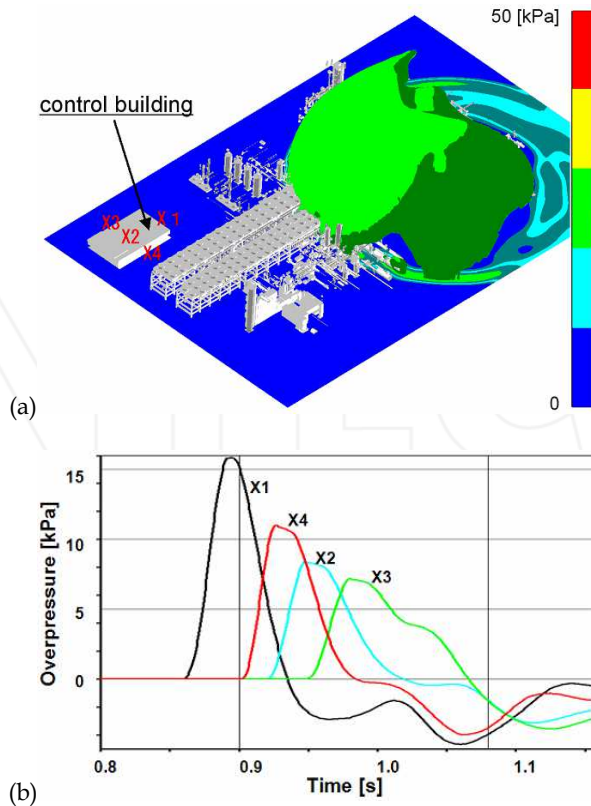 (a)
50 [kPa]
control building
X3
X 1
X2
X4
0
(b)
Overpressure [kPa]
15
10
5
0
X1
X4
X2
X3
0.8
0.9
1.0
1.1
Time [s]